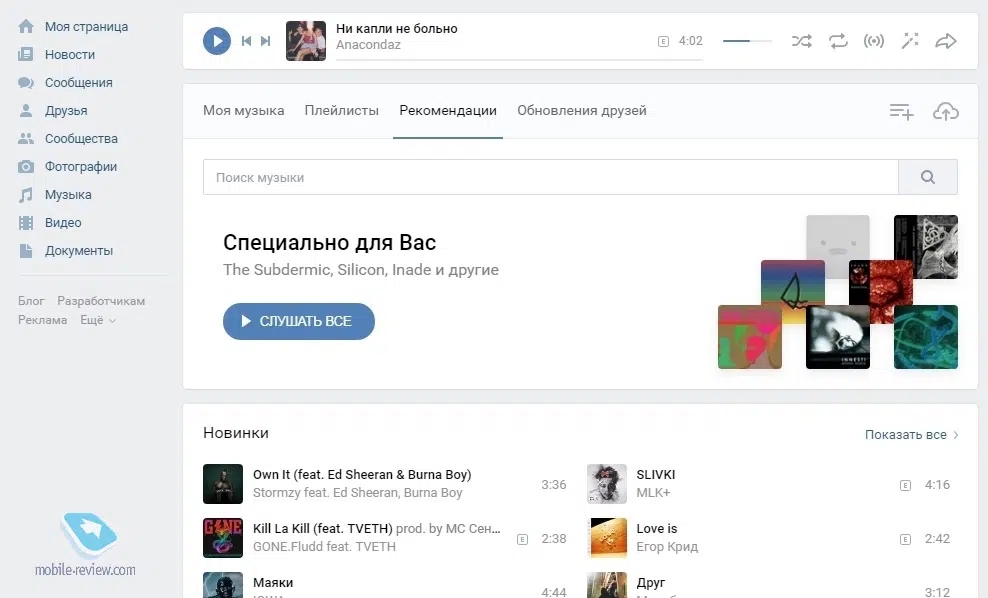 Моя страница
Новости
Сообщения
Друзья
Сообщества
Фотографии
Музыка
Видео
Документы
Блог Разработчикам
Реклама Ещё
mobile-review.com
Ни капли не больно
Anacondaz
E 4:02
Моя музыка Плейлисты Рекомендации Обновления друзей
Поиск музыки
Специально для Вас
The Subdermic, Silicon, Inade и другие
СЛУШАТЬ ВСЕ
INNESTI
Новинки Показать все
Own It (feat. Ed Sheeran & Burna Boy)
Stormzy feat. Ed Sheeran, Burna Boy
3:36
SLIVKI
MLK+
E 4:16
GONE
Kill La Kill (feat. TVETH) prod. by МС Сен...
GONE.Fludd feat. TVETH
E 2:38
Love is
Егор Крид
E 2:42
Маяки
4:44
Друг
3:12